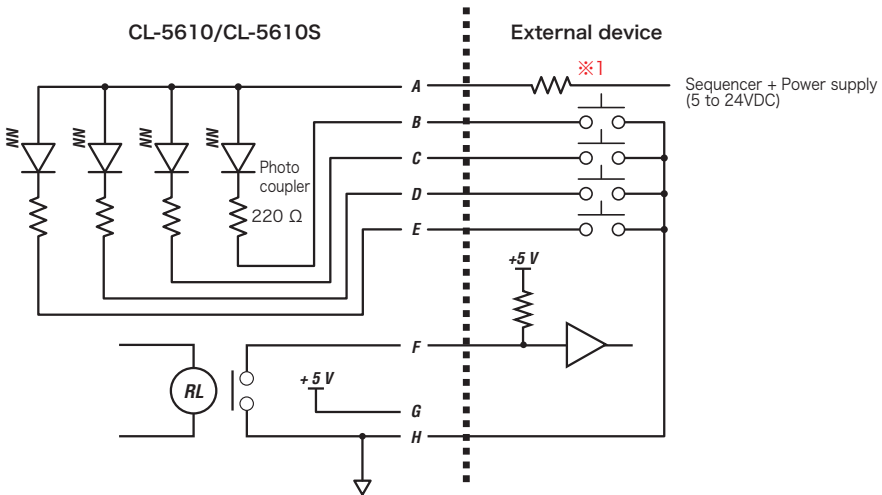 CL-5610/CL-5610S
External device
※1
A
Sequencer + Power supply
(5 to 24VDC)
B
C
Photo
coupler
D
220 Ω
E
+5 V
F
RL
+ 5 V
G
H